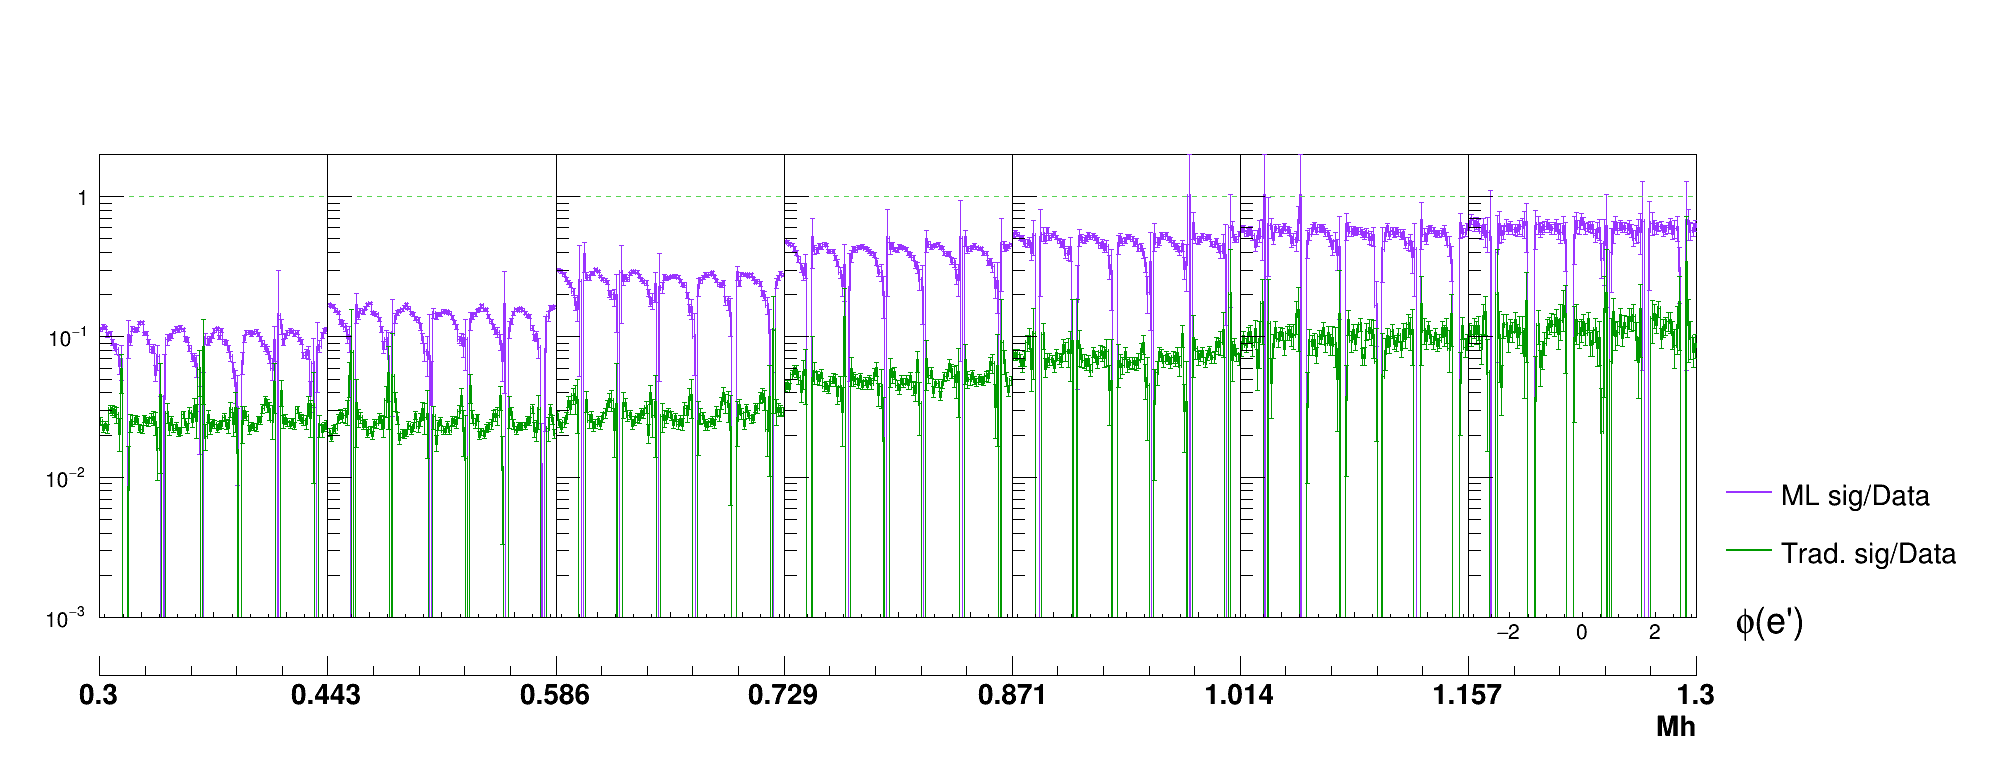 1
10⁻¹
10⁻²
10⁻³
ML sig/Data
Trad. sig/Data
−2 0 2
ϕ(e')
0.3 0.443 0.586 0.729 0.871 1.014 1.157 1.3
Mh